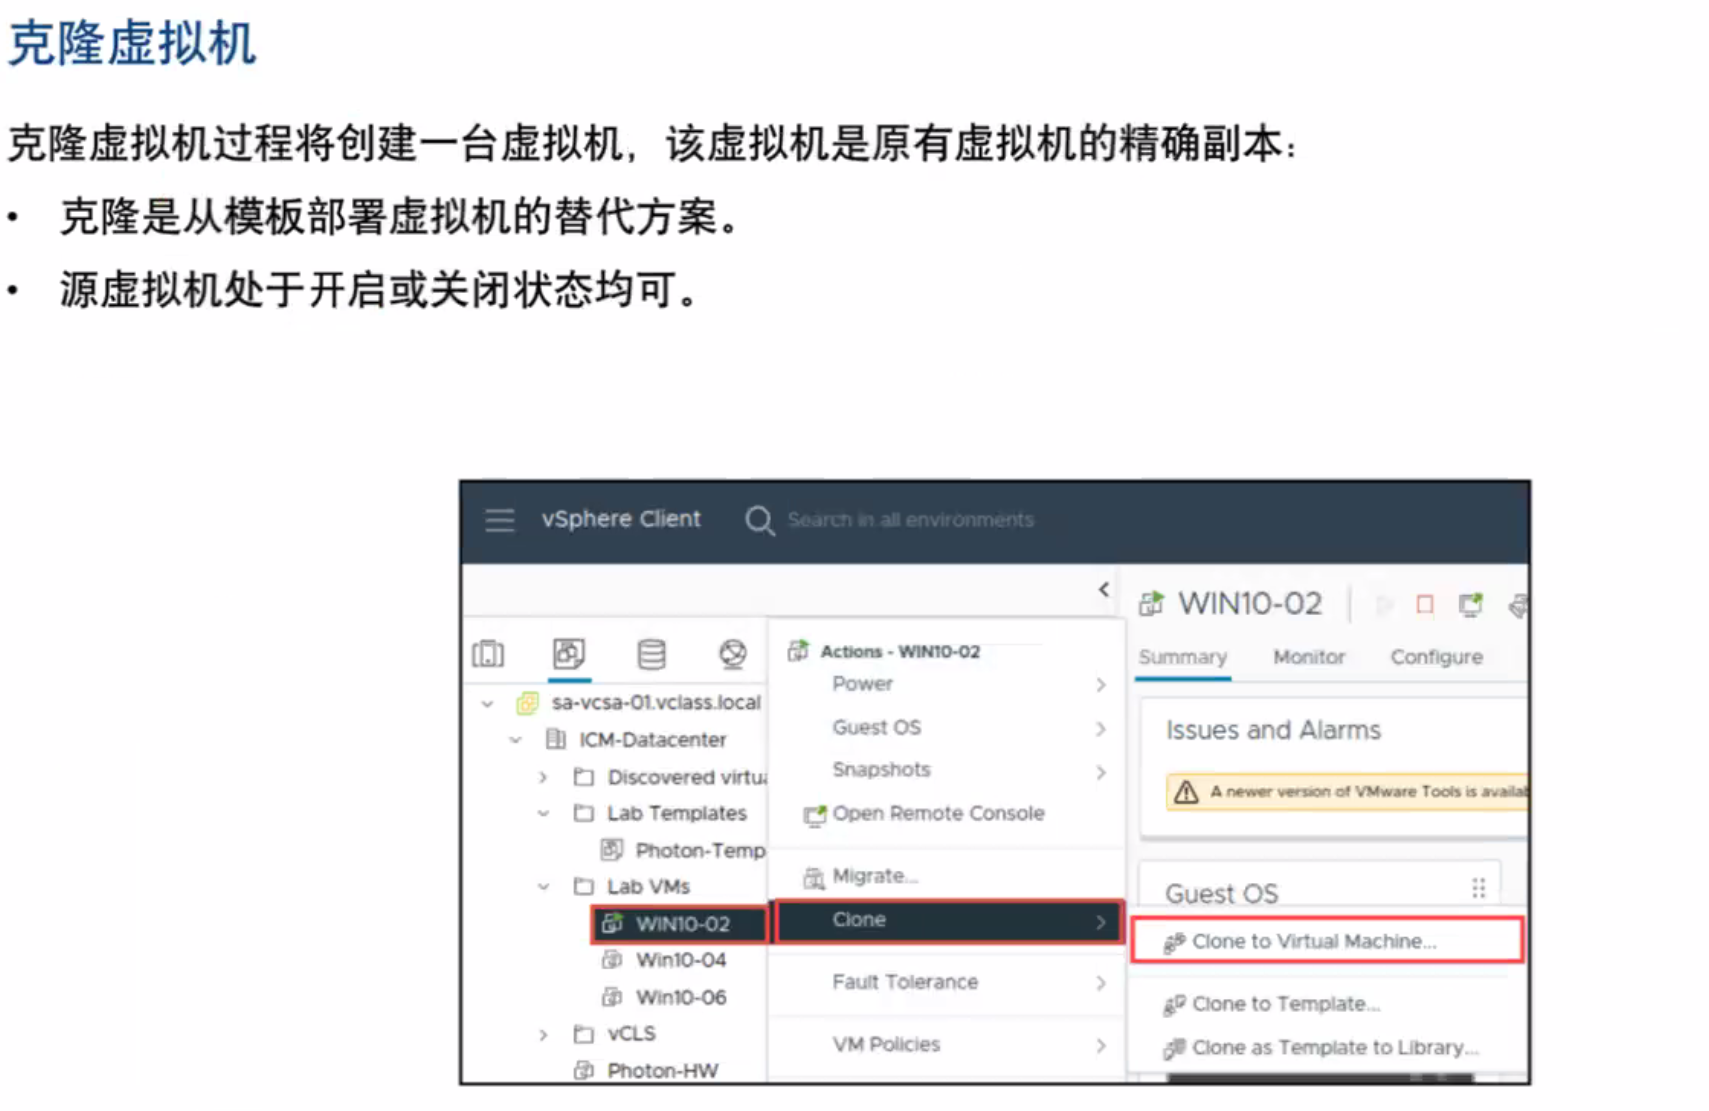 克隆虚拟机
克隆虚拟机过程将创建一台虚拟机，该虚拟机是原有虚拟机的精确副本：
• 克隆是从模板部署虚拟机的替代方案。
• 源虚拟机处于开启或关闭状态均可。
vSphere Client
Search in all environments
sa-vcsa-01.vclass.local
ICM-Datacenter
Discovered virtu
Lab Templates
Photon-Temp
Lab VMs
WIN10-02
Win10-04
Win10-06
vCLS
Photon-HW
Actions - WIN10-02
Power
Guest OS
Snapshots
Open Remote Console
Migrate...
Clone
Fault Tolerance
VM Policies
WIN10-02
Summary Monitor Configure
Issues and Alarms
A newer version of VMware Tools is availab
Guest OS
Clone to Virtual Machine...
Clone to Template...
Clone as Template to Library...